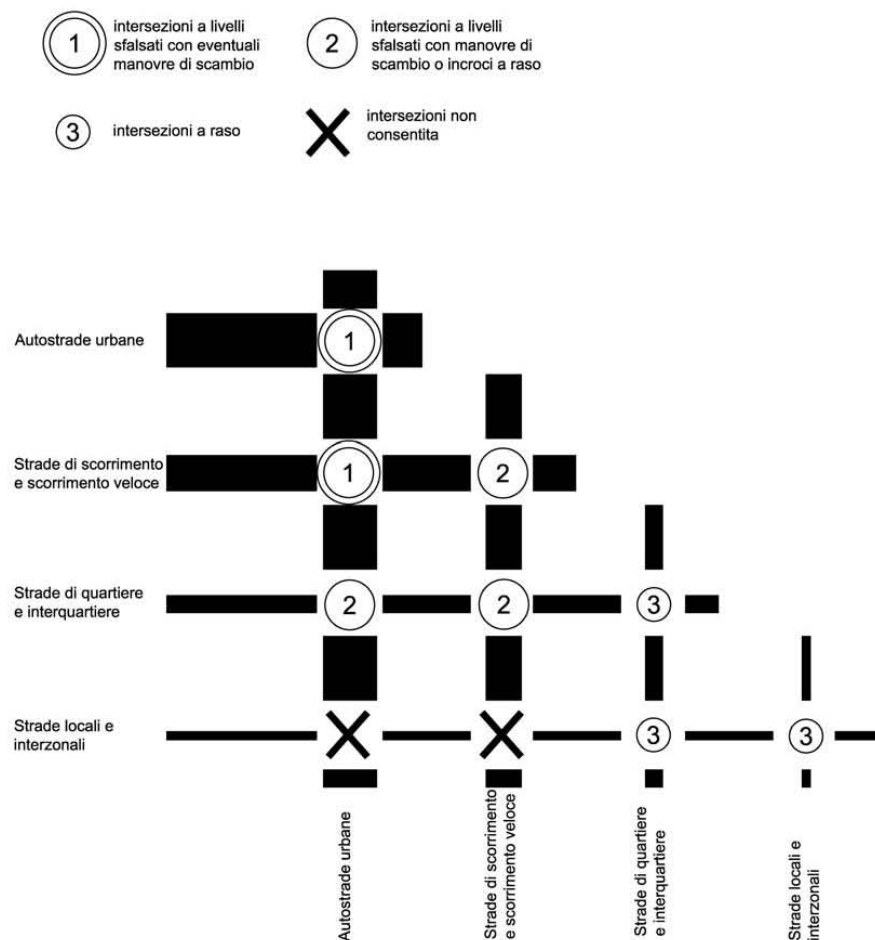 1
intersezioni a livelli
sfalsati con eventuali
manovre di scambio
2
intersezioni a livelli
sfalsati con manovre di
scambio o incroci a raso
3
intersezioni a raso
intersezioni non
consentita
Autostrade urbane
1
Strade di scorrimento
e scorrimento veloce
1
2
Strade di quartiere
e interquartiere
2
2
3
Strade locali e
interzonali
3
3
Autostrade urbane
Strade di scorrimento
e scorrimento veloce
Strade di quartiere
e interquartiere
Strade locali e
interzonali